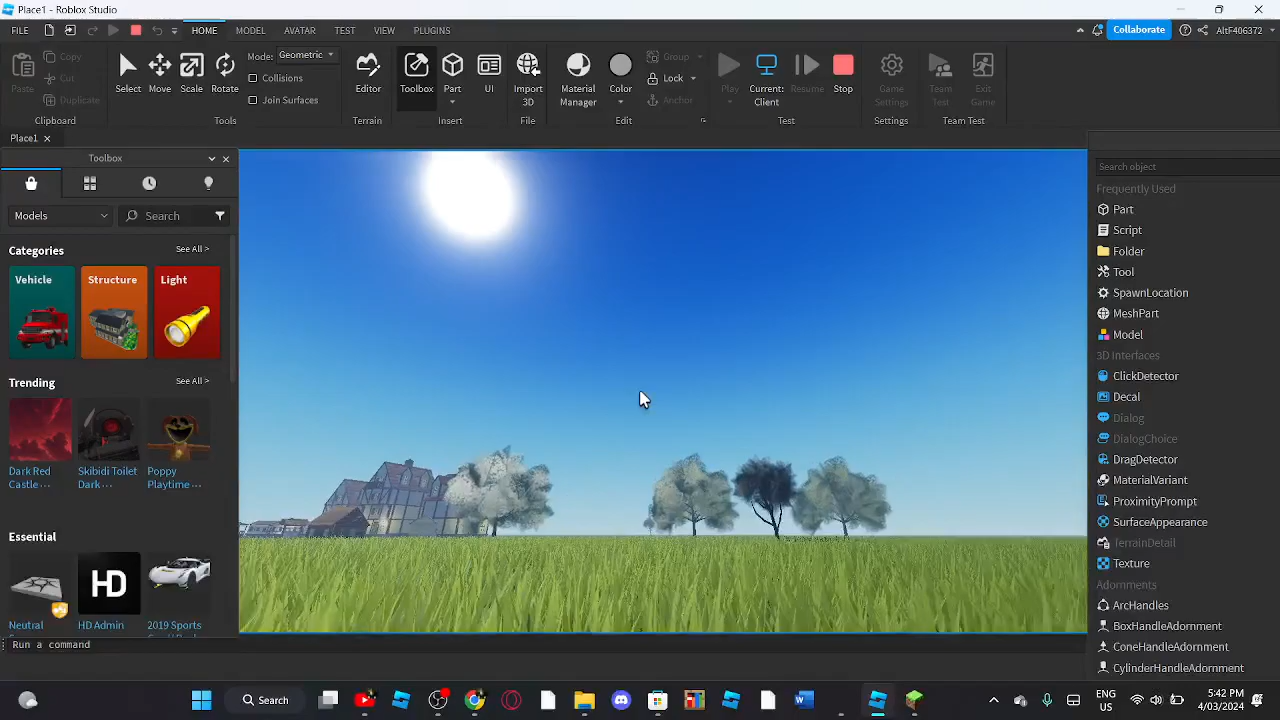 Place1 - Roblox Studio
FILE HOME MODEL AVATAR TEST VIEW PLUGINS Collaborate AtEF406372
Paste Copy Cut Duplicate
Select Move Scale Rotate
Mode: Geometric
Collisions
Join Surfaces
Editor Toolbox Part UI Import 3D Material Manager Color
Group
Lock
Anchor
Play Current: Client Resume Stop Game Settings Team Test Exit Game
Clipboard Tools Terrain Insert File Edit Test Settings Team Test
Place1
Toolbox
Models Search
Categories See All >
Vehicle Structure Light
Trending See All >
Dark Red Castle ... Skibidi Toilet Dark ... Poppy Playtime ...
Essential
HD
Neutral HD Admin 2019 Sports
Run a command
Search object
Frequently Used
Part
Script
Folder
Tool
SpawnLocation
MeshPart
Model
3D Interfaces
ClickDetector
Decal
Dialog
DialogChoice
DragDetector
MaterialVariant
ProximityPrompt
SurfaceAppearance
TerrainDetail
Texture
Adornments
ArcHandles
BoxHandleAdornment
ConeHandleAdornment
CylinderHandleAdornment
Search
ENG
US
5:42 PM
4/03/2024